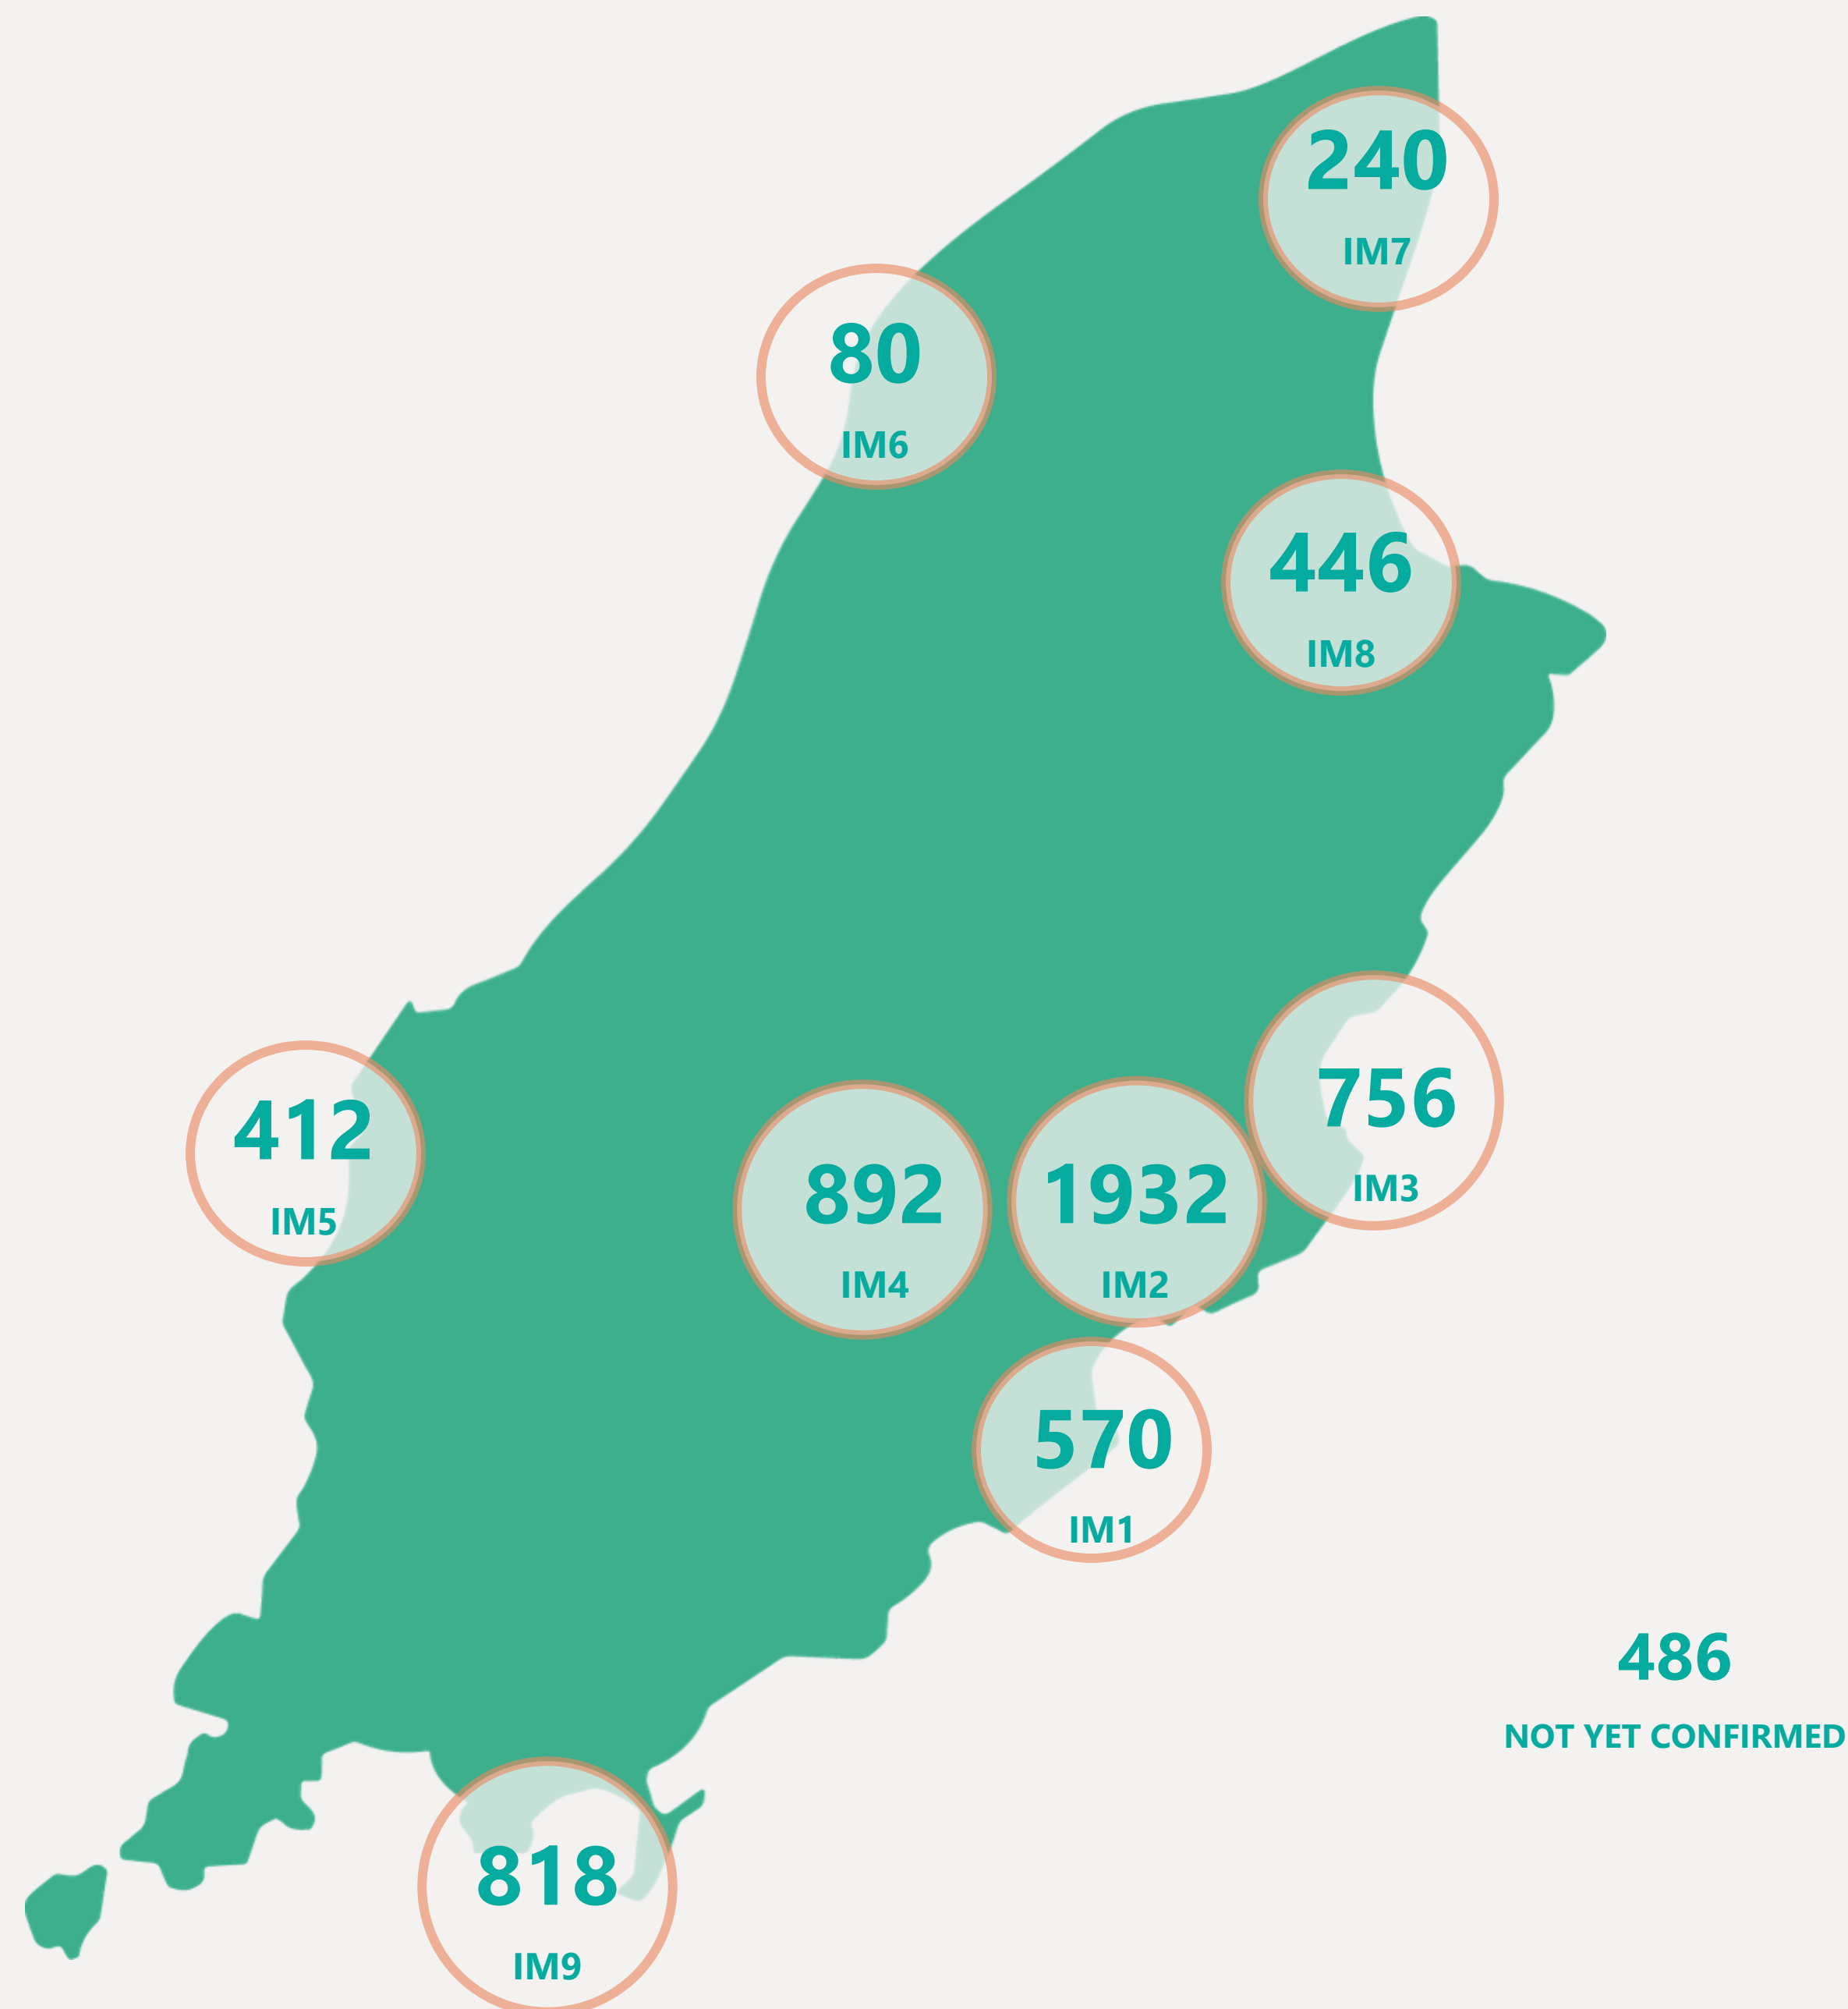 240
IM7
80
IM6
446
IM8
756
IM3
412
IM5
892
IM4
1932
IM2
570
IM1
486
NOT YET CONFIRMED
818
IM9